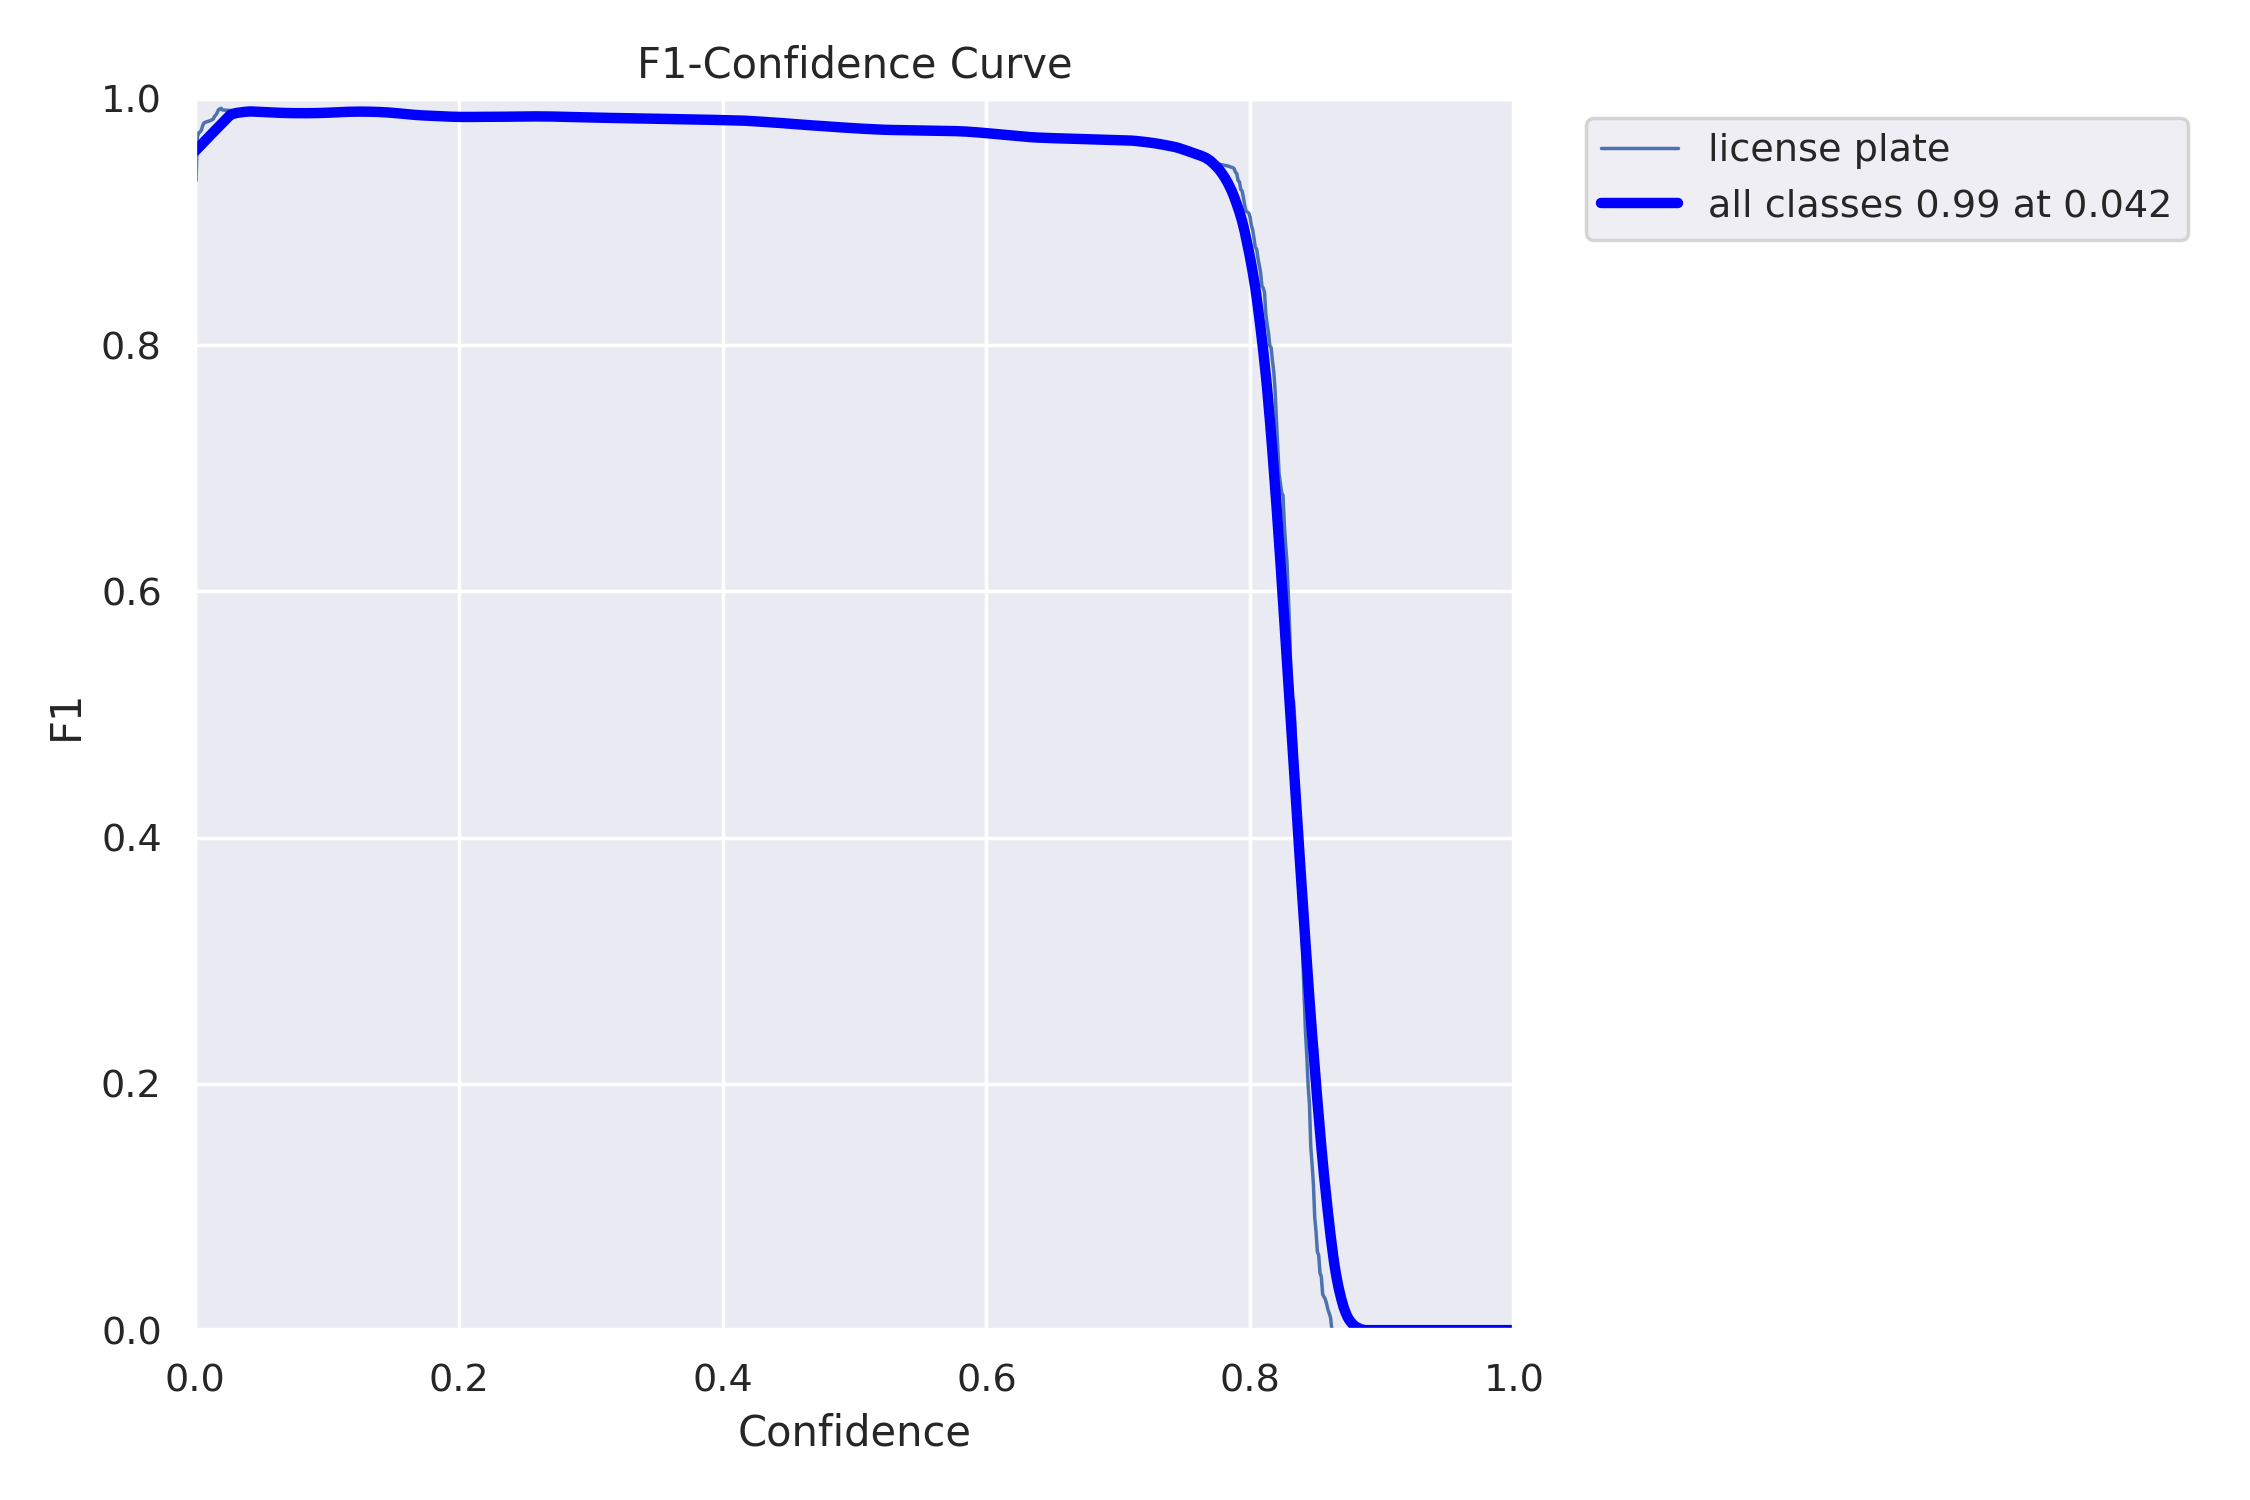 F1-Confidence Curve
1.0
0.8
0.6
0.4
0.2
0.0
F1
0.0 0.2 0.4 0.6 0.8 1.0
Confidence
license plate
all classes 0.99 at 0.042